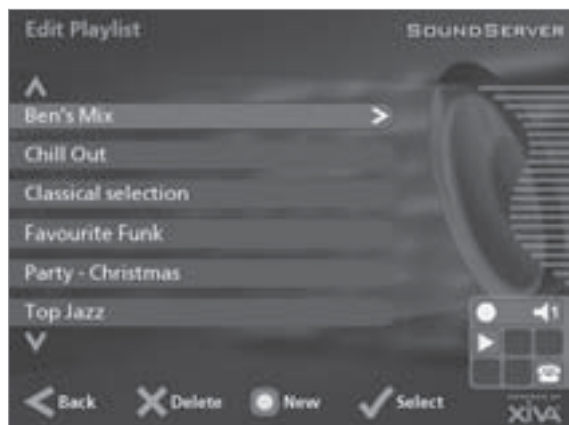 Edit Playlist
SOUNDSERVER
Ben's Mix
Chill Out
Classical selection
Favourite Funk
Party - Christmas
Top Jazz
1
Back
Delete
New
Select
XiVA